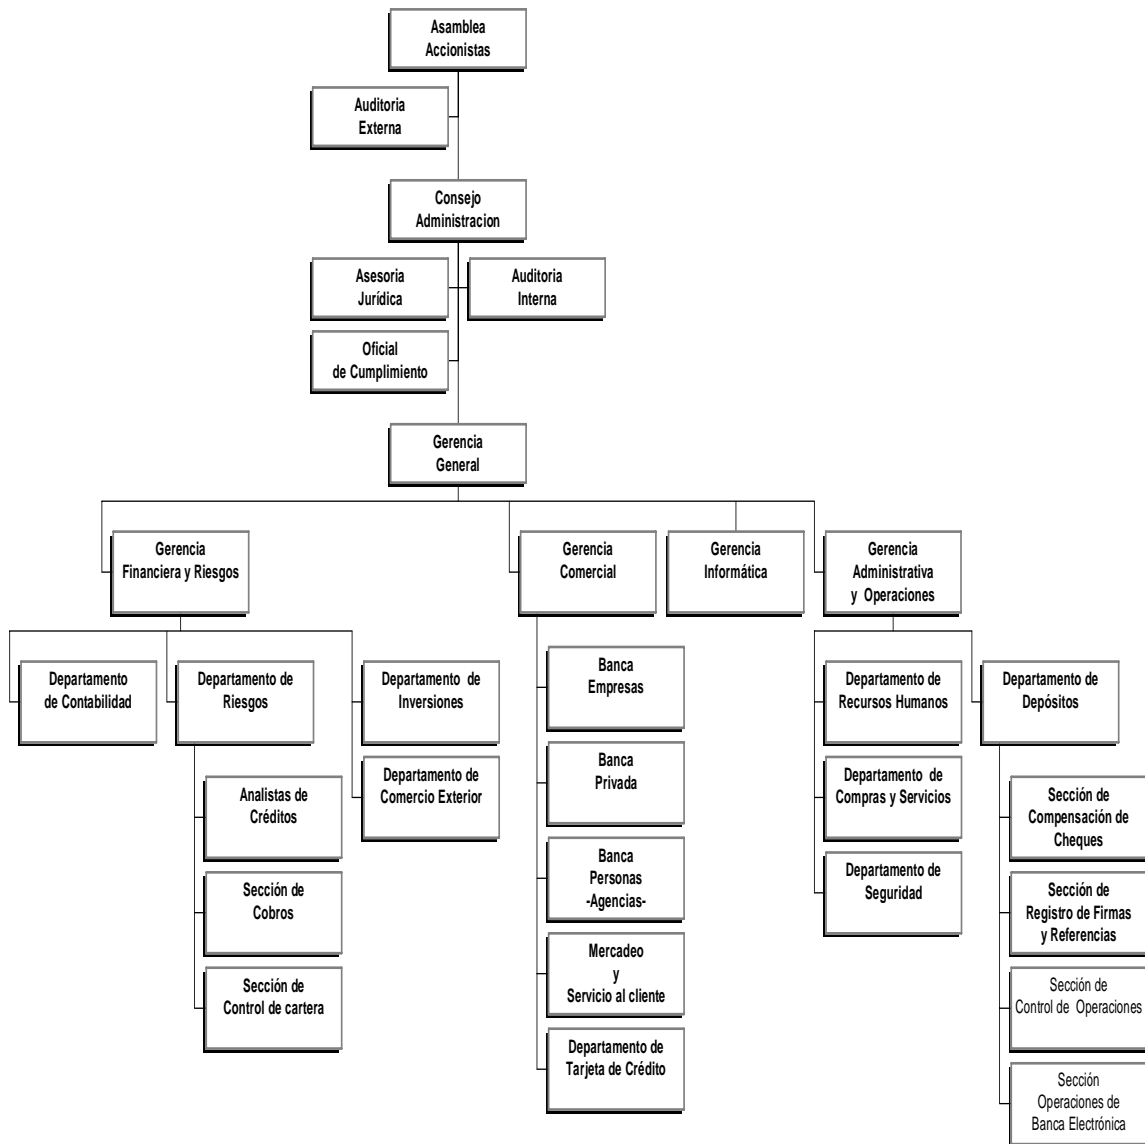 Asamblea
Accionistas
Auditoria
Externa
Consejo
Administracion
Asesoria
Jurídica
Auditoria
Interna
Oficial
de Cumplimiento
Gerencia
General
Gerencia
Financiera y Riesgos
Gerencia
Comercial
Gerencia
Informática
Gerencia
Administrativa
y Operaciones
Departamento
de Contabilidad
Departamento de
Riesgos
Departamento de
Inversiones
Banca
Empresas
Departamento de
Recursos Humanos
Departamento de
Depósitos
Analistas de
Créditos
Departamento de
Comercio Exterior
Banca
Privada
Departamento de
Compras y Servicios
Sección de
Compensación de
Cheques
Sección de
Cobros
Banca
Personas
-Agencias-
Departamento de
Seguridad
Sección de
Registro de Firmas
y Referencias
Sección de
Control de cartera
Mercadeo
y
Servicio al cliente
Sección de
Control de Operaciones
Departamento de
Tarjeta de Crédito
Sección
Operaciones de
Banca Electrónica